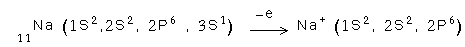 ₁₁Na (1S², 2S², 2P⁶ , 3S¹) –e → Na⁺ (1S², 2S², 2P⁶)